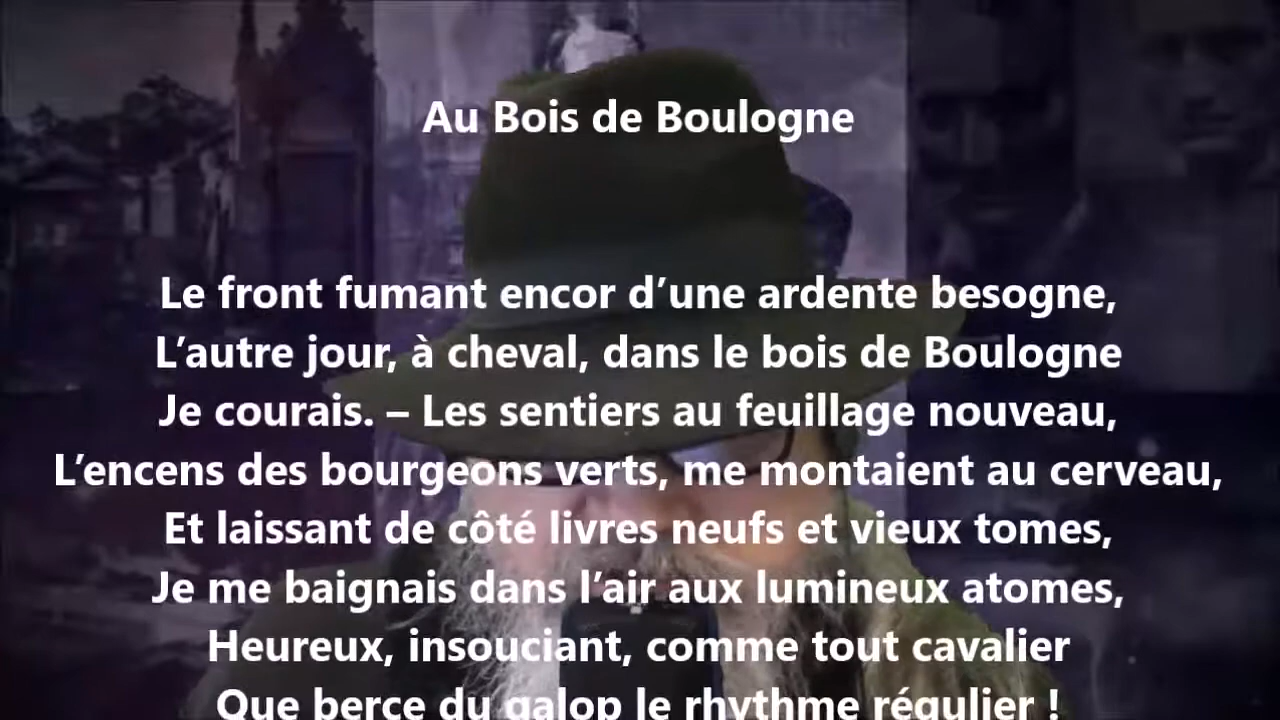 Au Bois de Boulogne
Le front fumant encor d’une ardente besogne,
L’autre jour, à cheval, dans le bois de Boulogne
Je courais. – Les sentiers au feuillage nouveau,
L’encens des bourgeons verts, me montaient au cerveau,
Et laissant de côté livres neufs et vieux tomes,
Je me baignais dans l’air aux lumineux atomes,
Heureux, insouciant, comme tout cavalier
Que berce du galop le rhythme régulier !